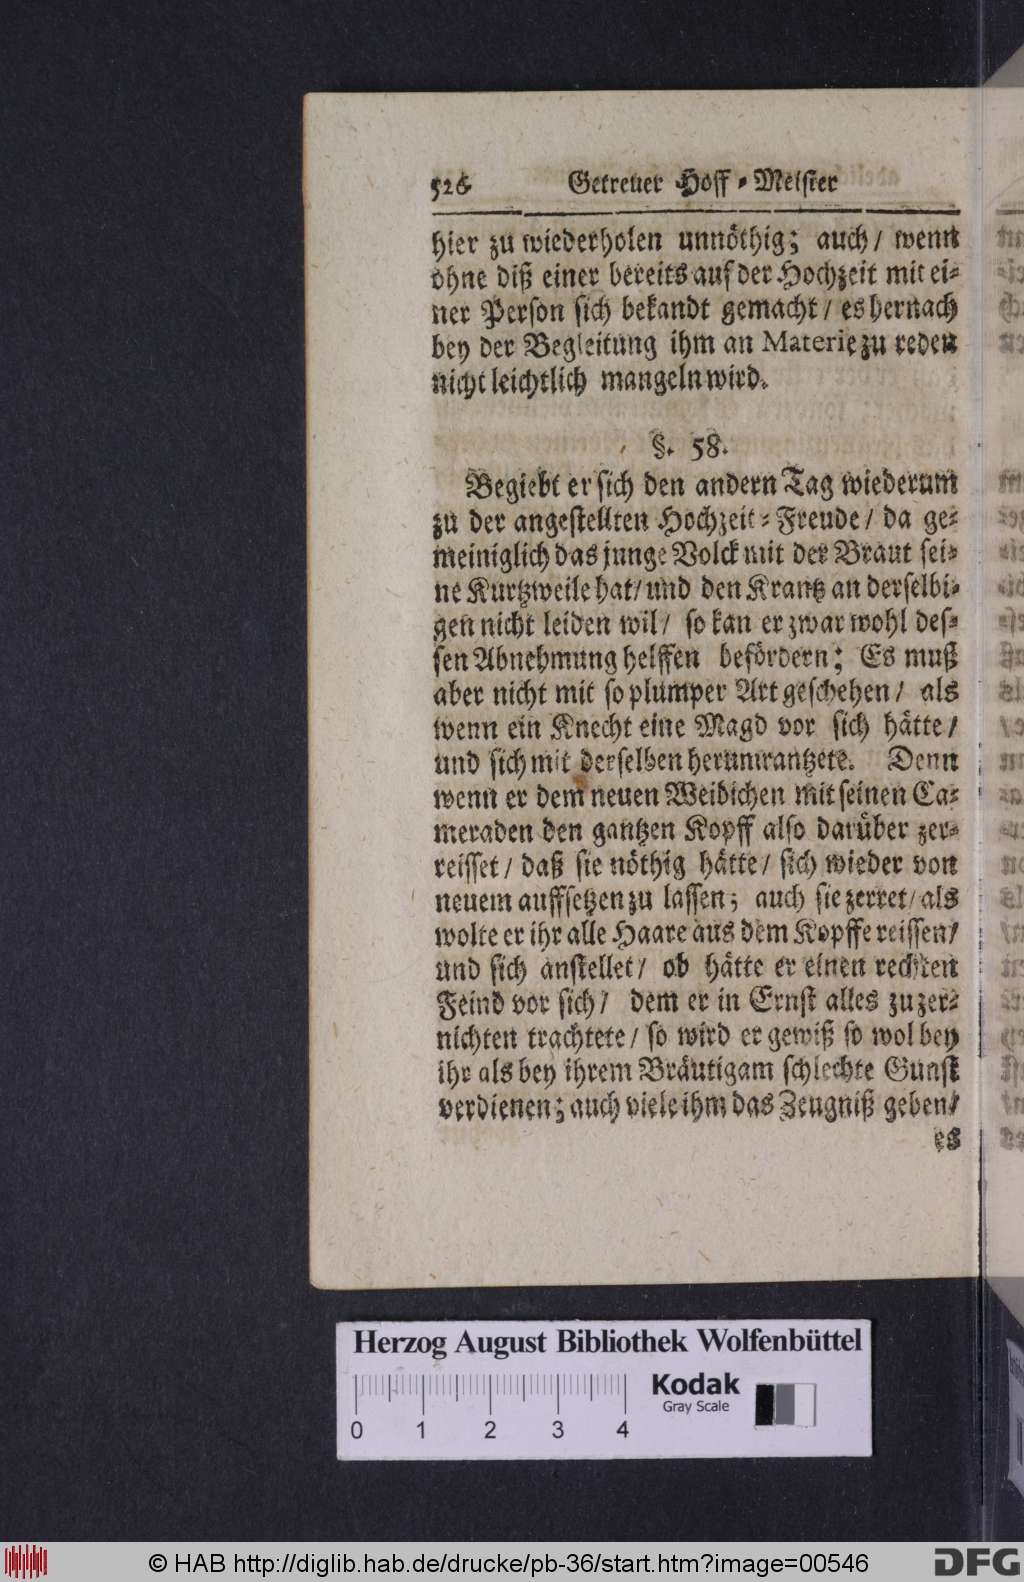 526 Getreuer Hoff-Meister
hier zu wiederholen unnöthig; auch/ wenn
ohne diß einer bereits auf der Hochzeit mit ei-
ner Person sich bekandt gemacht/ es hernach
bey der Begleitung ihm an Materie zu reden
nicht leichtlich mangeln wird.
§. 58.
Begiebt er sich den andern Tag wiederum
zu der angestellten Hochzeit-Freude/ da ge-
meiniglich das junge Volck mit der Braut sei-
ne Kurtzweile hat/ und den Krantz an derselbi-
gen nicht leiden wil/ so kan er zwar wohl des-
sen Abnehmung helffen befördern; Es muß
aber nicht mit so plumper Art geschehen/ als
wenn ein Knecht eine Magd vor sich hätte/
und sich mit derselben herumrantzete. Denn
wenn er dem neuen Weibichen mit seinen Ca-
meraden den gantzen Kopff also darüber zer-
reisset/ daß sie nöthig hätte/ sich wieder von
neuem auffsetzen zu lassen; auch sie zerret/ als
wolte er ihr alle Haare aus dem Kopffe reissen/
und sich anstellet/ ob hätte er einen rechten
Feind vor sich/ dem er in Ernst alles zu zer-
nichten trachtete/ so wird er gewiß so wol bey
ihr als bey ihrem Bräutigam schlechte Gunst
verdienen; auch viele ihm das Zeugniß geben/
es
Herzog August Bibliothek Wolfenbüttel
Kodak
Gray Scale
0 1 2 3 4
© HAB http://diglib.hab.de/drucke/pb-36/start.htm?image=00546
DFG